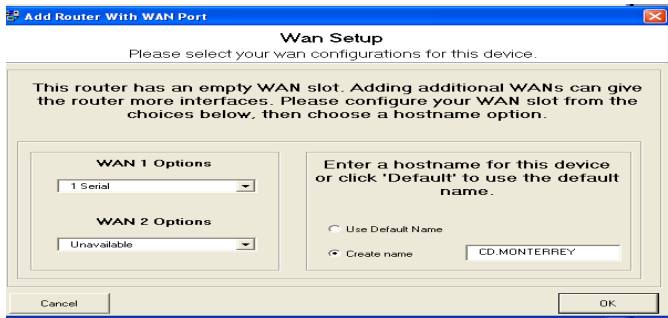 Add Router With WAN Port
Wan Setup
Please select your wan configurations for this device.
This router has an empty WAN slot. Adding additional WANs can give
the router more interfaces. Please configure your WAN slot from the
choices below, then choose a hostname option.
WAN 1 Options
1 Serial
WAN 2 Options
Unavailable
Enter a hostname for this device
or click 'Default' to use the default
name.
Use Default Name
Create name
CD.MONTERREY
Cancel
OK